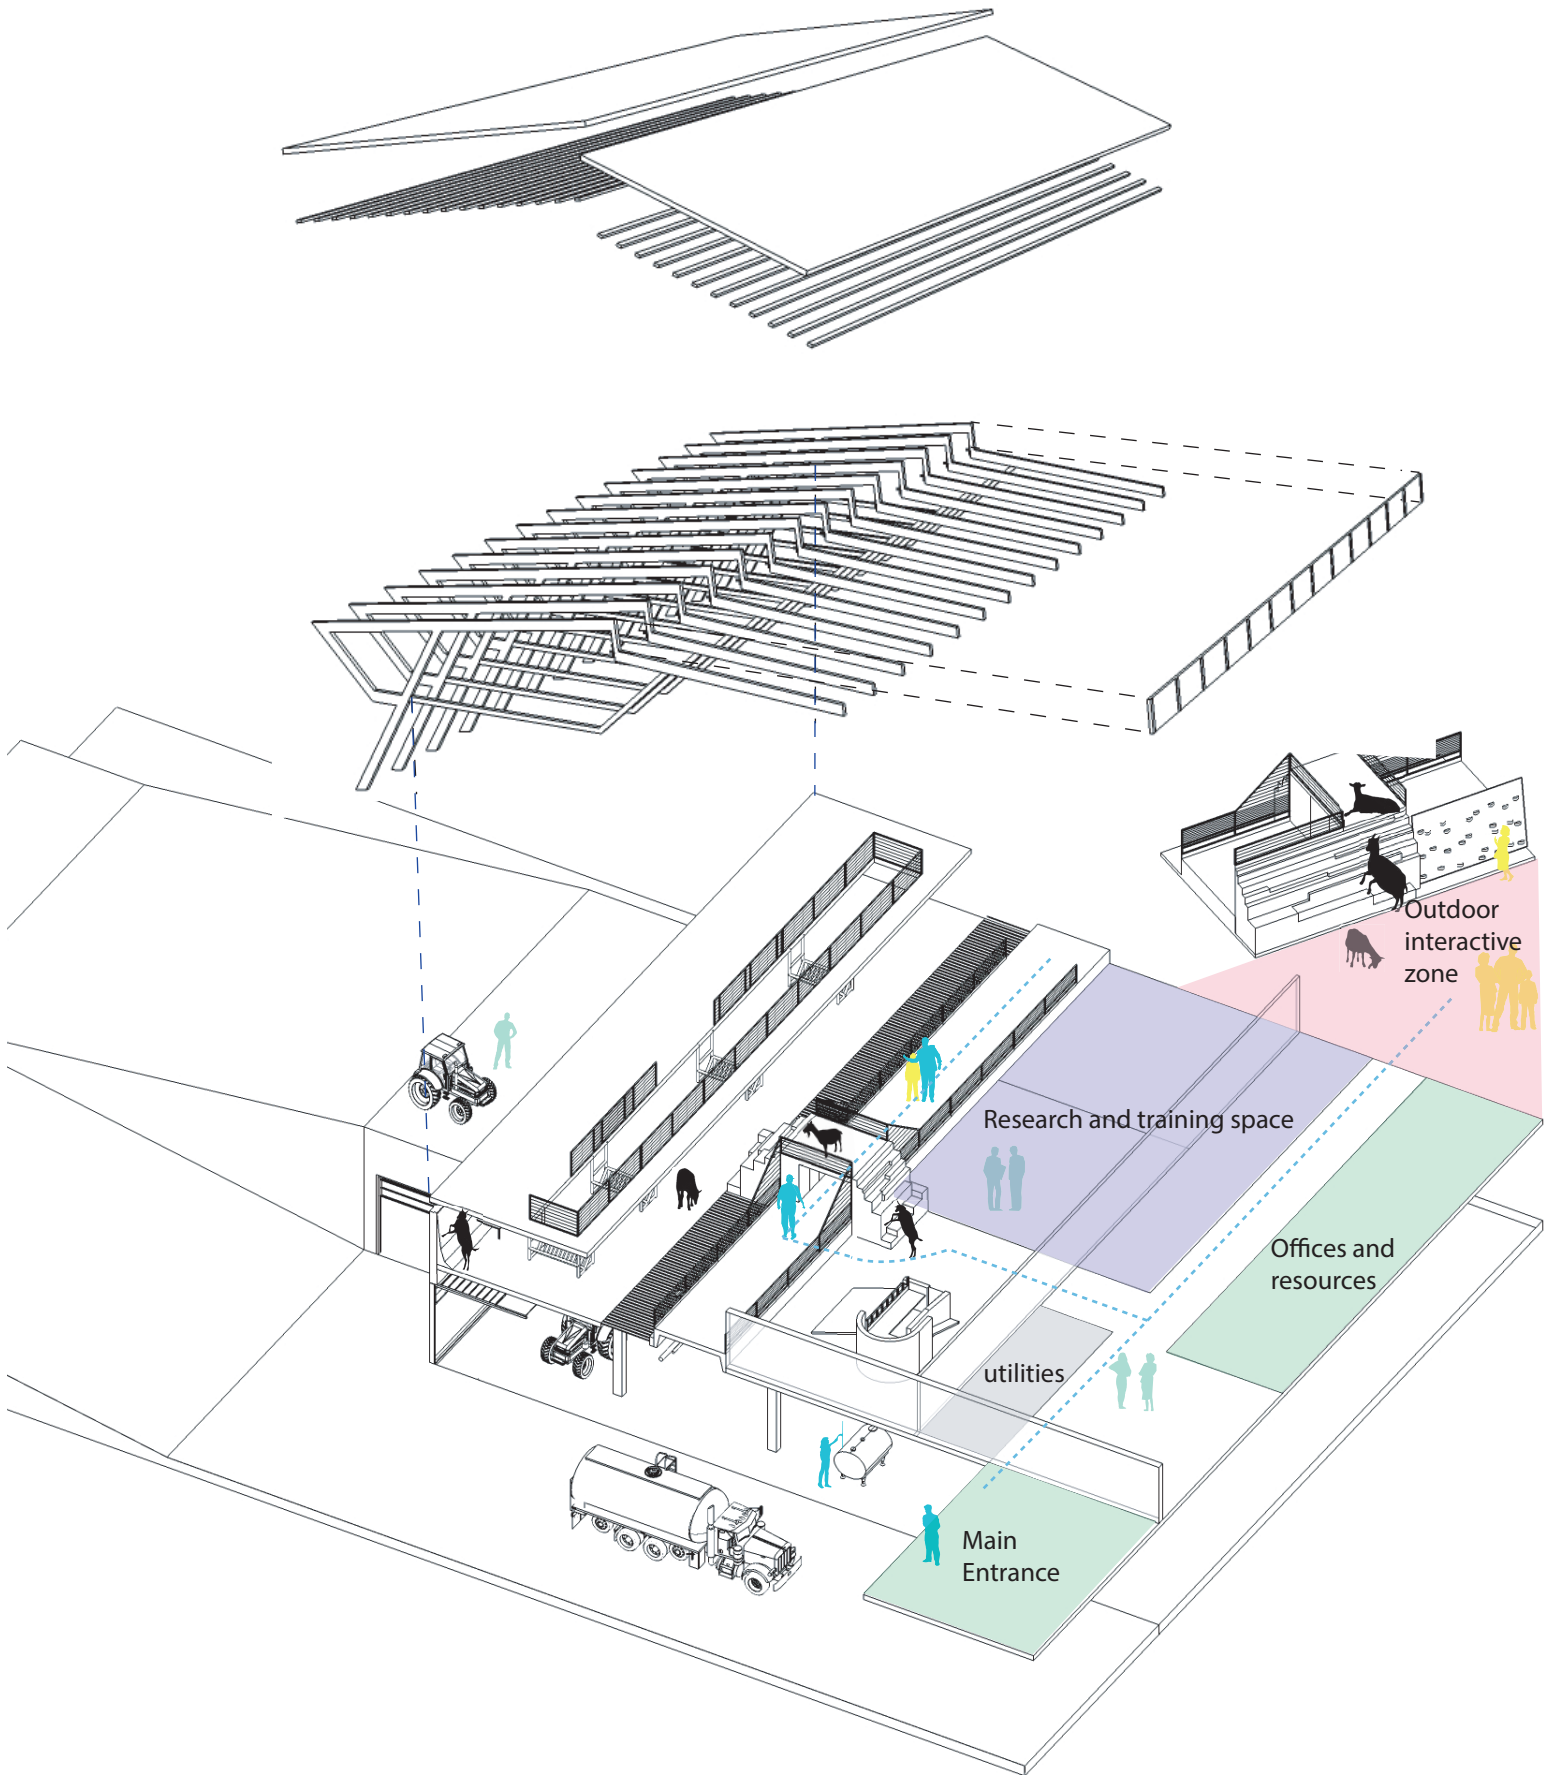 Outdoor
interactive
zone
Research and training space
Offices and
resources
utilities
Main
Entrance